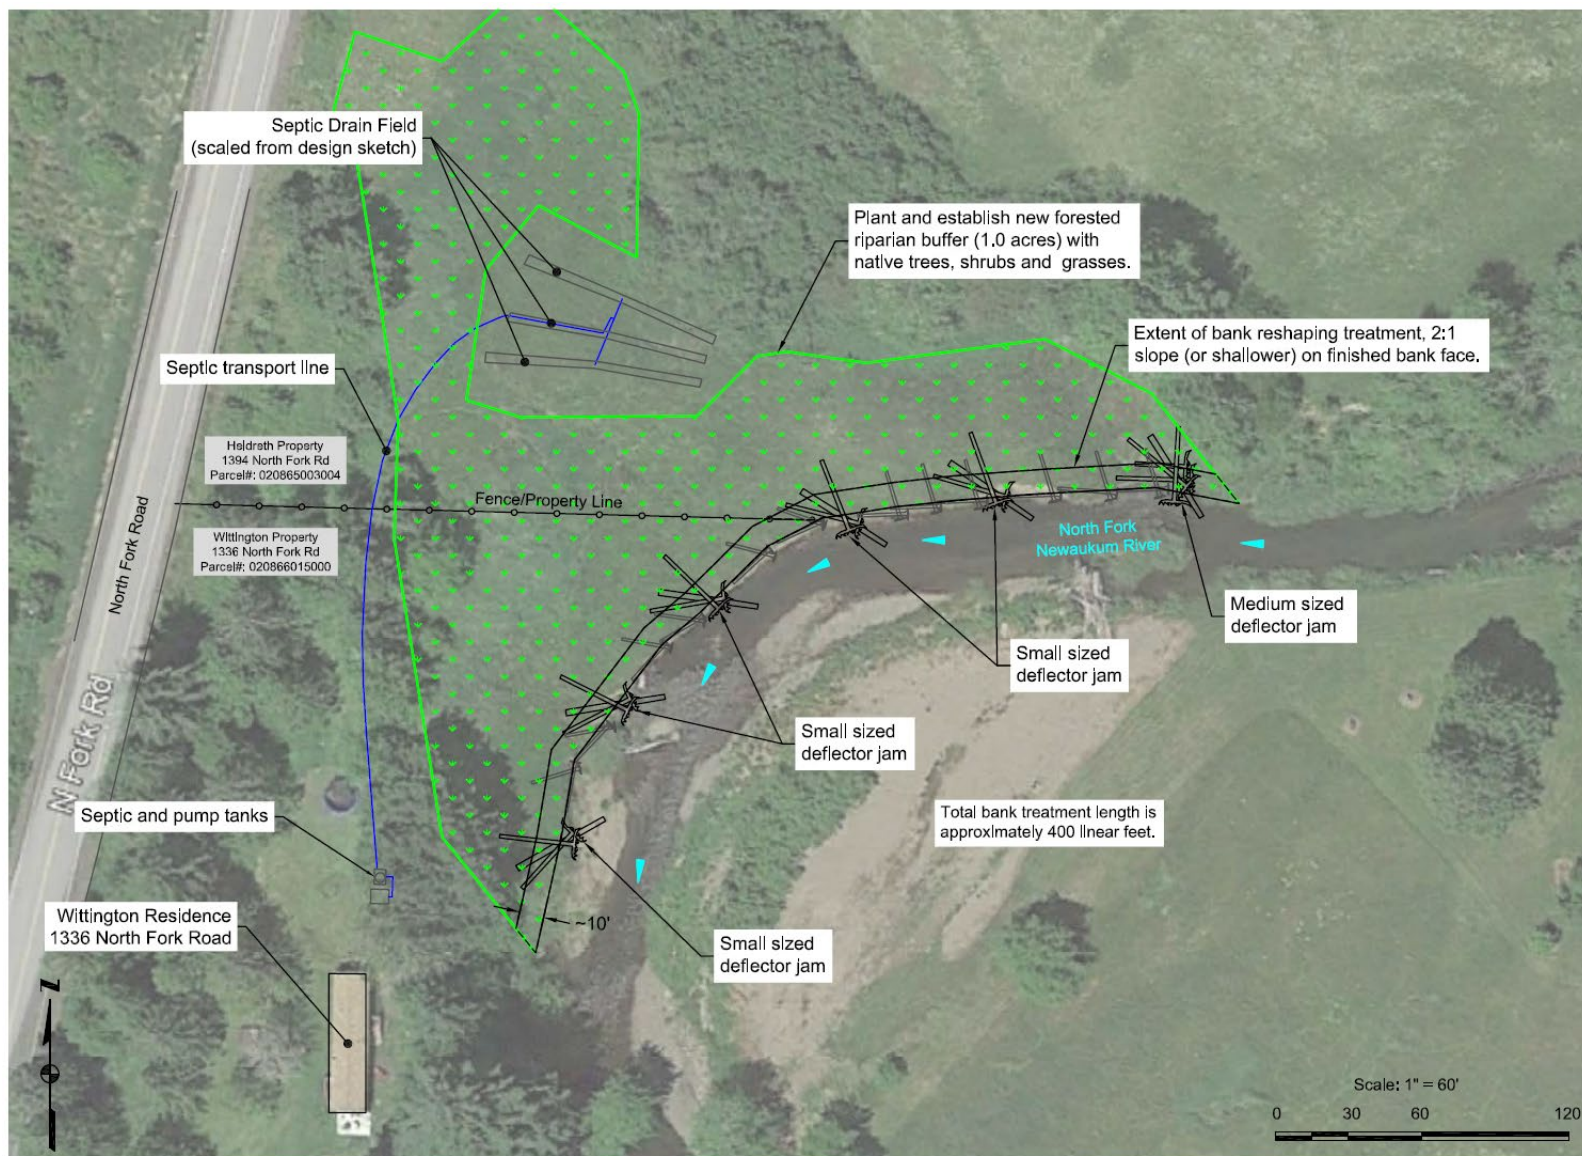 Septic Drain Field
(scaled from design sketch)
Plant and establish new forested
riparian buffer (1.0 acres) with
native trees, shrubs and grasses.
Extent of bank reshaping treatment, 2:1
slope (or shallower) on finished bank face.
Septic transport line
Heldreth Property
1394 North Fork Rd
Parcel#: 020865003004
Fence/Property Line
Wittington Property
1336 North Fork Rd
Parcel#: 020866015000
North Fork Road
North Fork
Newaukum River
Medium sized
deflector jam
Small sized
deflector jam
N Fork Rd
Small sized
deflector jam
Septic and pump tanks
Total bank treatment length is
approximately 400 linear feet.
Wittington Residence
1336 North Fork Road
~10'
Small sized
deflector jam
Z
Scale: 1" = 60'
0 30 60 120